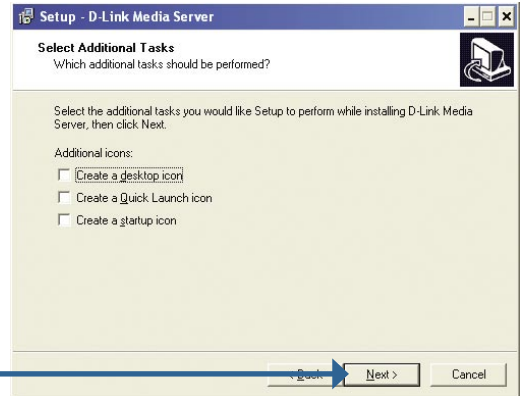 Setup - D-Link Media Server
Select Additional Tasks
Which additional tasks should be performed?
Select the additional tasks you would like Setup to perform while installing D-Link Media
Server, then click Next.
Additional icons:
Create a desktop icon
Create a Quick Launch icon
Create a startup icon
< Back Next > Cancel